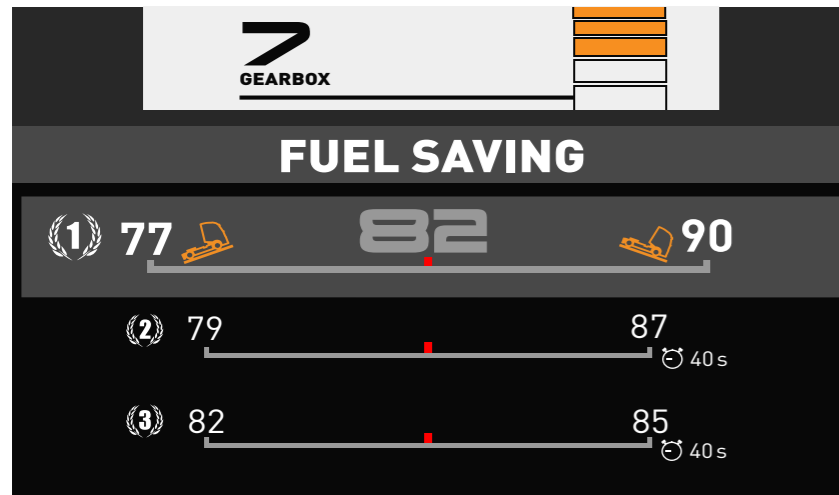 7
GEARBOX
FUEL SAVING
1 77 82 90
2 79 87
40 s
3 82 85
40 s